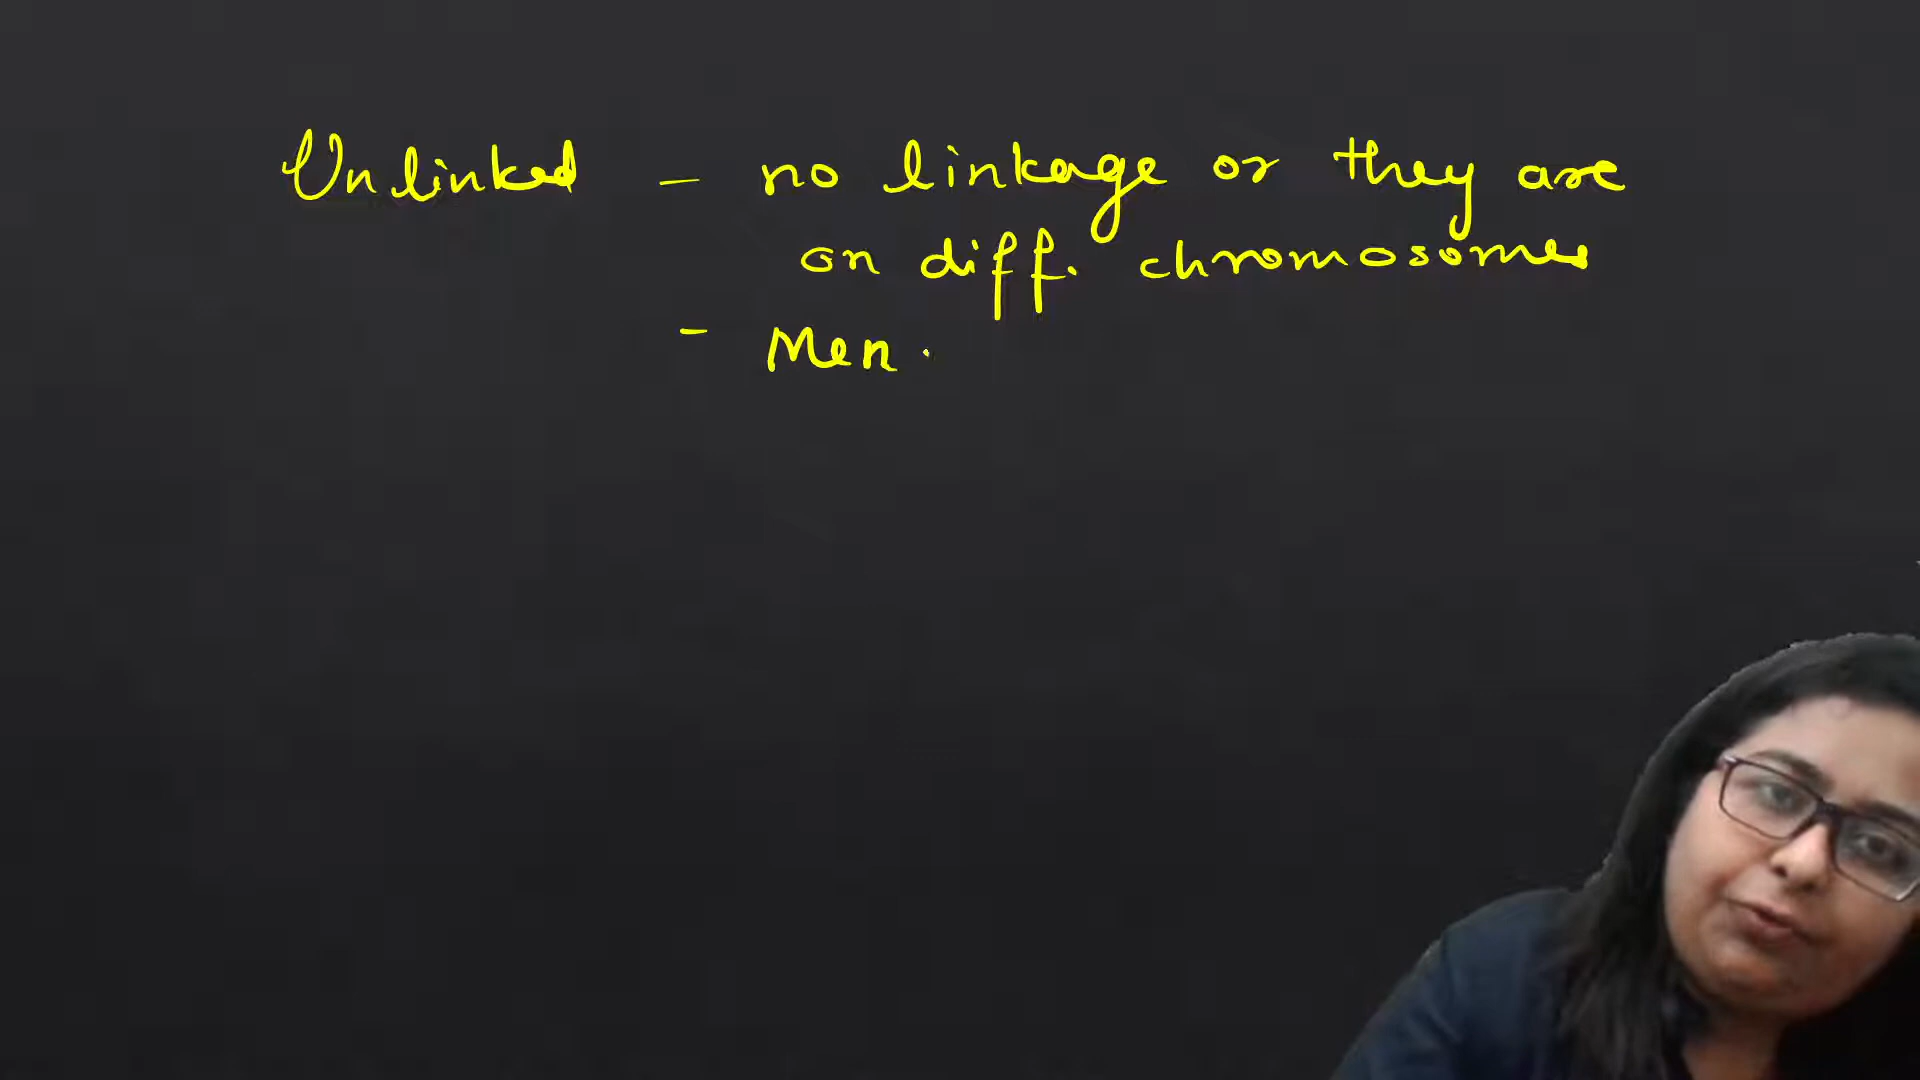 Unlinked - no linkage or they are
on diff. chromosomes
- Men.